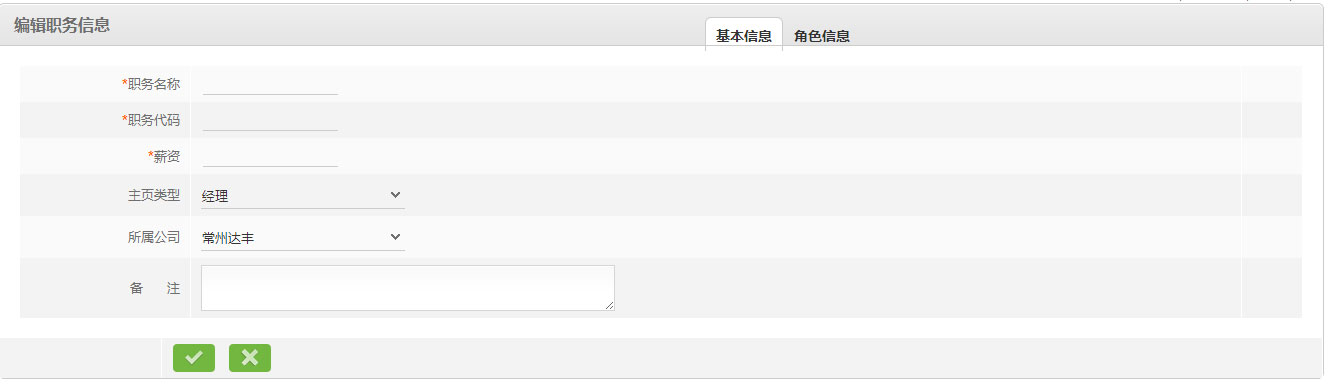 编辑职务信息
基本信息 角色信息
*职务名称
*职务代码
*薪资
主页类型 经理
所属公司 常州达丰
备 注